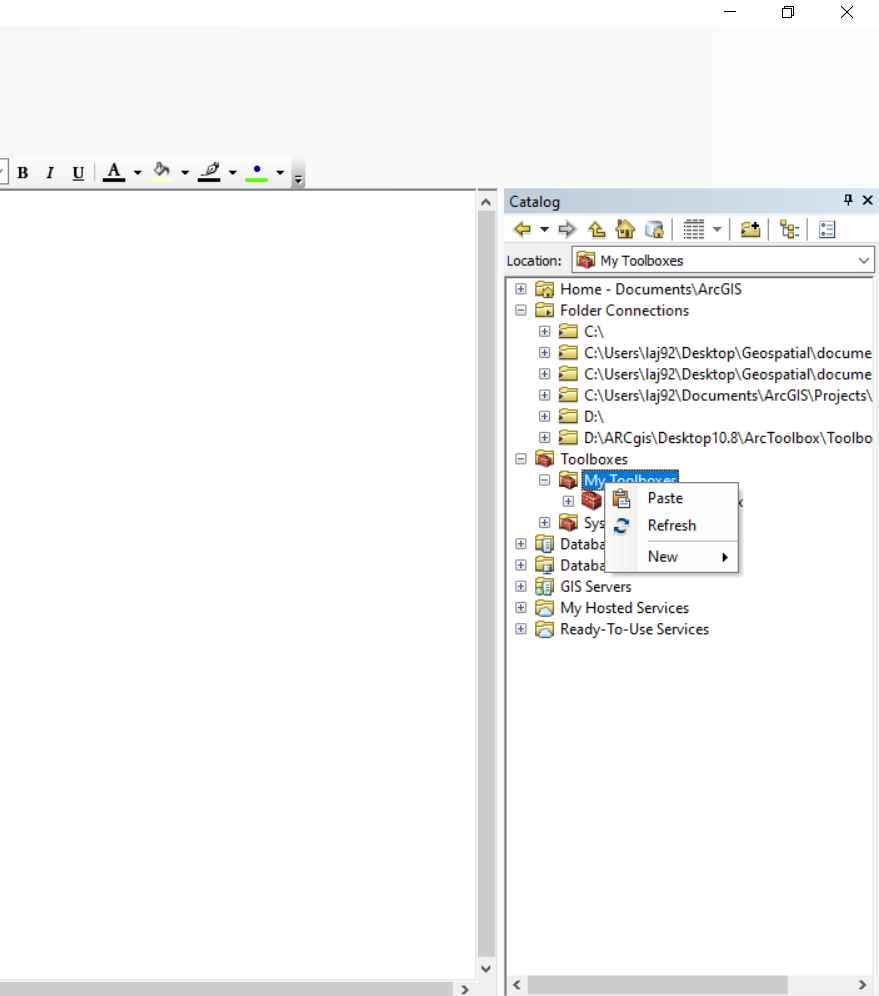 B I U A
Catalog
Location: My Toolboxes
Home - Documents\ArcGIS
Folder Connections
C:\
C:\Users\laj92\Desktop\Geospatial\docume
C:\Users\laj92\Desktop\Geospatial\docume
C:\Users\laj92\Documents\ArcGIS\Projects\
D:\
D:\ARCgis\Desktop10.8\ArcToolbox\Toolbo
Toolboxes
My Toolboxes
Paste
Sys
Refresh
Databa
New
Databa
GIS Servers
My Hosted Services
Ready-To-Use Services